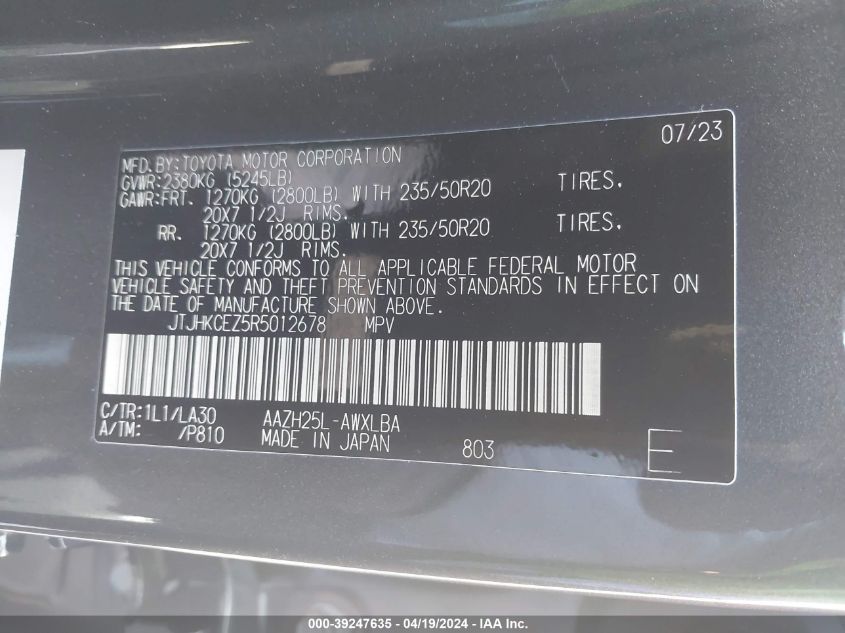 07/23
MFD.BY:TOYOTA MOTOR CORPORATION
GVWR:2380KG (5245LB)
GAWR:FRT. 1270KG (2800LB) WITH 235/50R20 TIRES,
20X7 1/2J RIMS.
RR. 1270KG (2800LB) WITH 235/50R20 TIRES,
20X7 1/2J RIMS.
THIS VEHICLE CONFORMS TO ALL APPLICABLE FEDERAL MOTOR
VEHICLE SAFETY AND THEFT PREVENTION STANDARDS IN EFFECT ON
THE DATE OF MANUFACTURE SHOWN ABOVE.
JTJHKCEZ5R5012678 MPV
C/TR:1L1/LA30 AAZH25L-AWXLBA
A/TM: /P810 MADE IN JAPAN 803 E
000-39247635 - 04/19/2024 - IAA Inc.